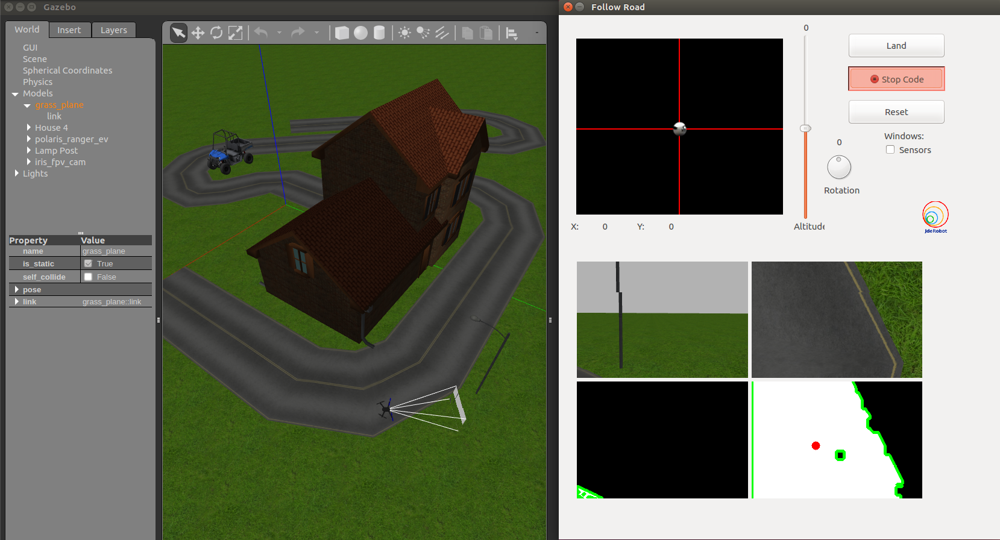 Gazebo
World
Insert
Layers
GUI
Scene
Spherical Coordinates
Physics
Models
grass_plane
link
House 4
polaris_ranger_ev
Lamp Post
iris_fpv_cam
Lights
Property Value
name grass_plane
is_static True
self_collide False
pose
link grass_plane::link
Follow Road
0
Land
Stop Code
Reset
Windows:
Sensors
0
Rotation
X: 0 Y: 0
Altitude
JdeRobot